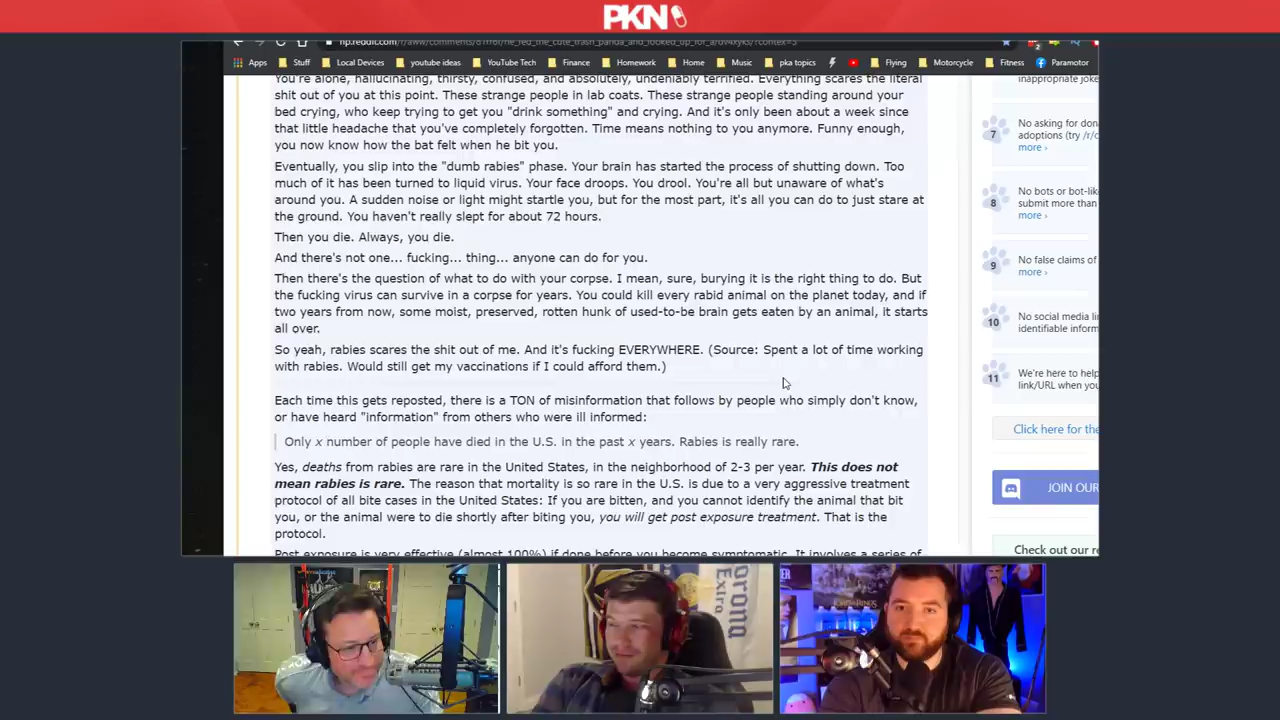 PKN
Apps Stuff Local Devices youtube ideas YouTube Tech Finance Homework Home Music pka topics Flying Motorcycle Fitness Paramotor
You're alone, hallucinating, thirsty, confused, and absolutely, undeniably terrified. Everything scares the literal
shit out of you at this point. These strange people in lab coats. These strange people standing around your
bed crying, who keep trying to get you "drink something" and crying. And it's only been about a week since
that little headache that you've completely forgotten. Time means nothing to you anymore. Funny enough,
you now know how the bat felt when he bit you.
Eventually, you slip into the "dumb rabies" phase. Your brain has started the process of shutting down. Too
much of it has been turned to liquid virus. Your face droops. You drool. You're all but unaware of what's
around you. A sudden noise or light might startle you, but for the most part, it's all you can do to just stare at
the ground. You haven't really slept for about 72 hours.
Then you die. Always, you die.
And there's not one... fucking... thing... anyone can do for you.
Then there's the question of what to do with your corpse. I mean, sure, burying it is the right thing to do. But
the fucking virus can survive in a corpse for years. You could kill every rabid animal on the planet today, and if
two years from now, some moist, preserved, rotten hunk of used-to-be brain gets eaten by an animal, it starts
all over.
So yeah, rabies scares the shit out of me. And it's fucking EVERYWHERE. (Source: Spent a lot of time working
with rabies. Would still get my vaccinations if I could afford them.)
Each time this gets reposted, there is a TON of misinformation that follows by people who simply don't know,
or have heard "information" from others who were ill informed:
Only x number of people have died in the U.S. in the past x years. Rabies is really rare.
Yes, deaths from rabies are rare in the United States, in the neighborhood of 2-3 per year. This does not
mean rabies is rare. The reason that mortality is so rare in the U.S. is due to a very aggressive treatment
protocol of all bite cases in the United States: If you are bitten, and you cannot identify the animal that bit
you, or the animal were to die shortly after biting you, you will get post exposure treatment. That is the
protocol.
Post exposure is very effective (almost 100%) if done before you become symptomatic. It involves a series of
inappropriate joke
7 No asking for dona
adoptions (try /r/c
more ›
8 No bots or bot-lik
submit more than
more ›
9 No false claims of
more ›
10 No social media lin
identifiable inform
11 We're here to help
link/URL when you
Click here for the
JOIN OUR
Check out our re
Corona
Extra